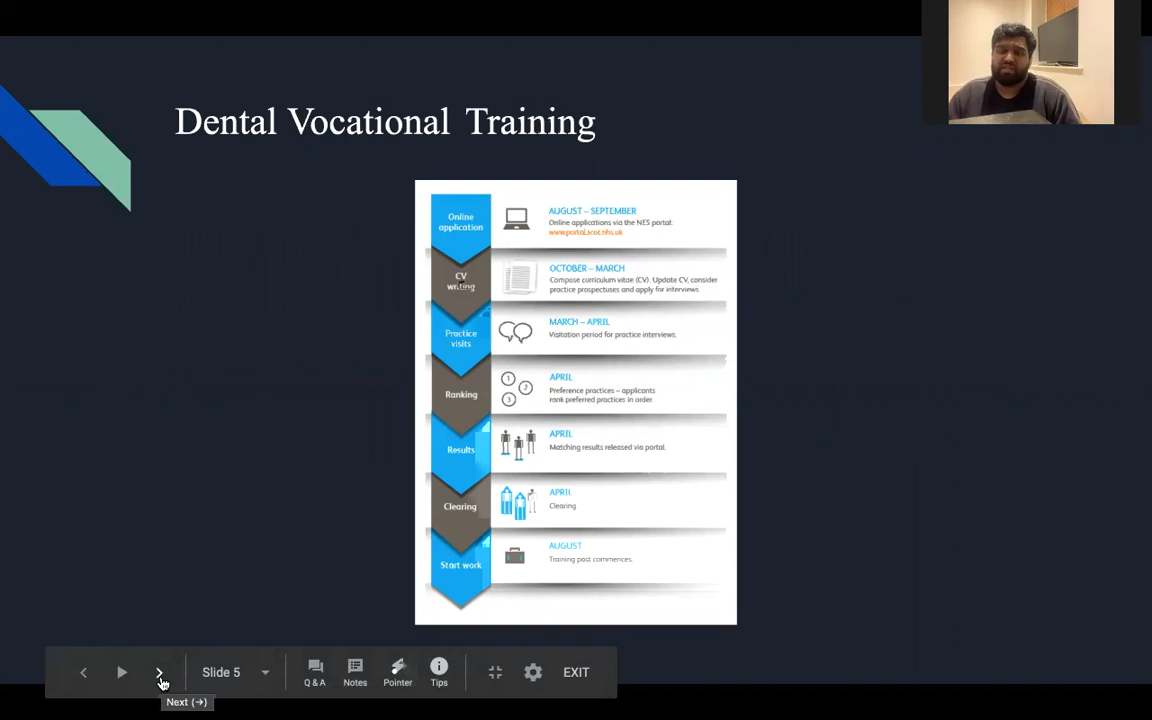 Dental Vocational Training
Online
application
AUGUST – SEPTEMBER
Online applications via the NES portal:
www.portal.scot.nhs.uk
CV
writing
OCTOBER – MARCH
Compose curriculum vitae (CV). Update CV, consider
practice prospectuses and apply for interviews
Practice
visits
MARCH – APRIL
Visitation period for practice interviews.
Ranking
1
2
3
APRIL
Preference practices – applicants
rank preferred practices in order
Results
APRIL
Matching results released via portal.
Clearing
APRIL
Clearing
Start work
AUGUST
Training post commences.
Slide 5
Q & A
Notes
Pointer
Tips
EXIT
Next (→)